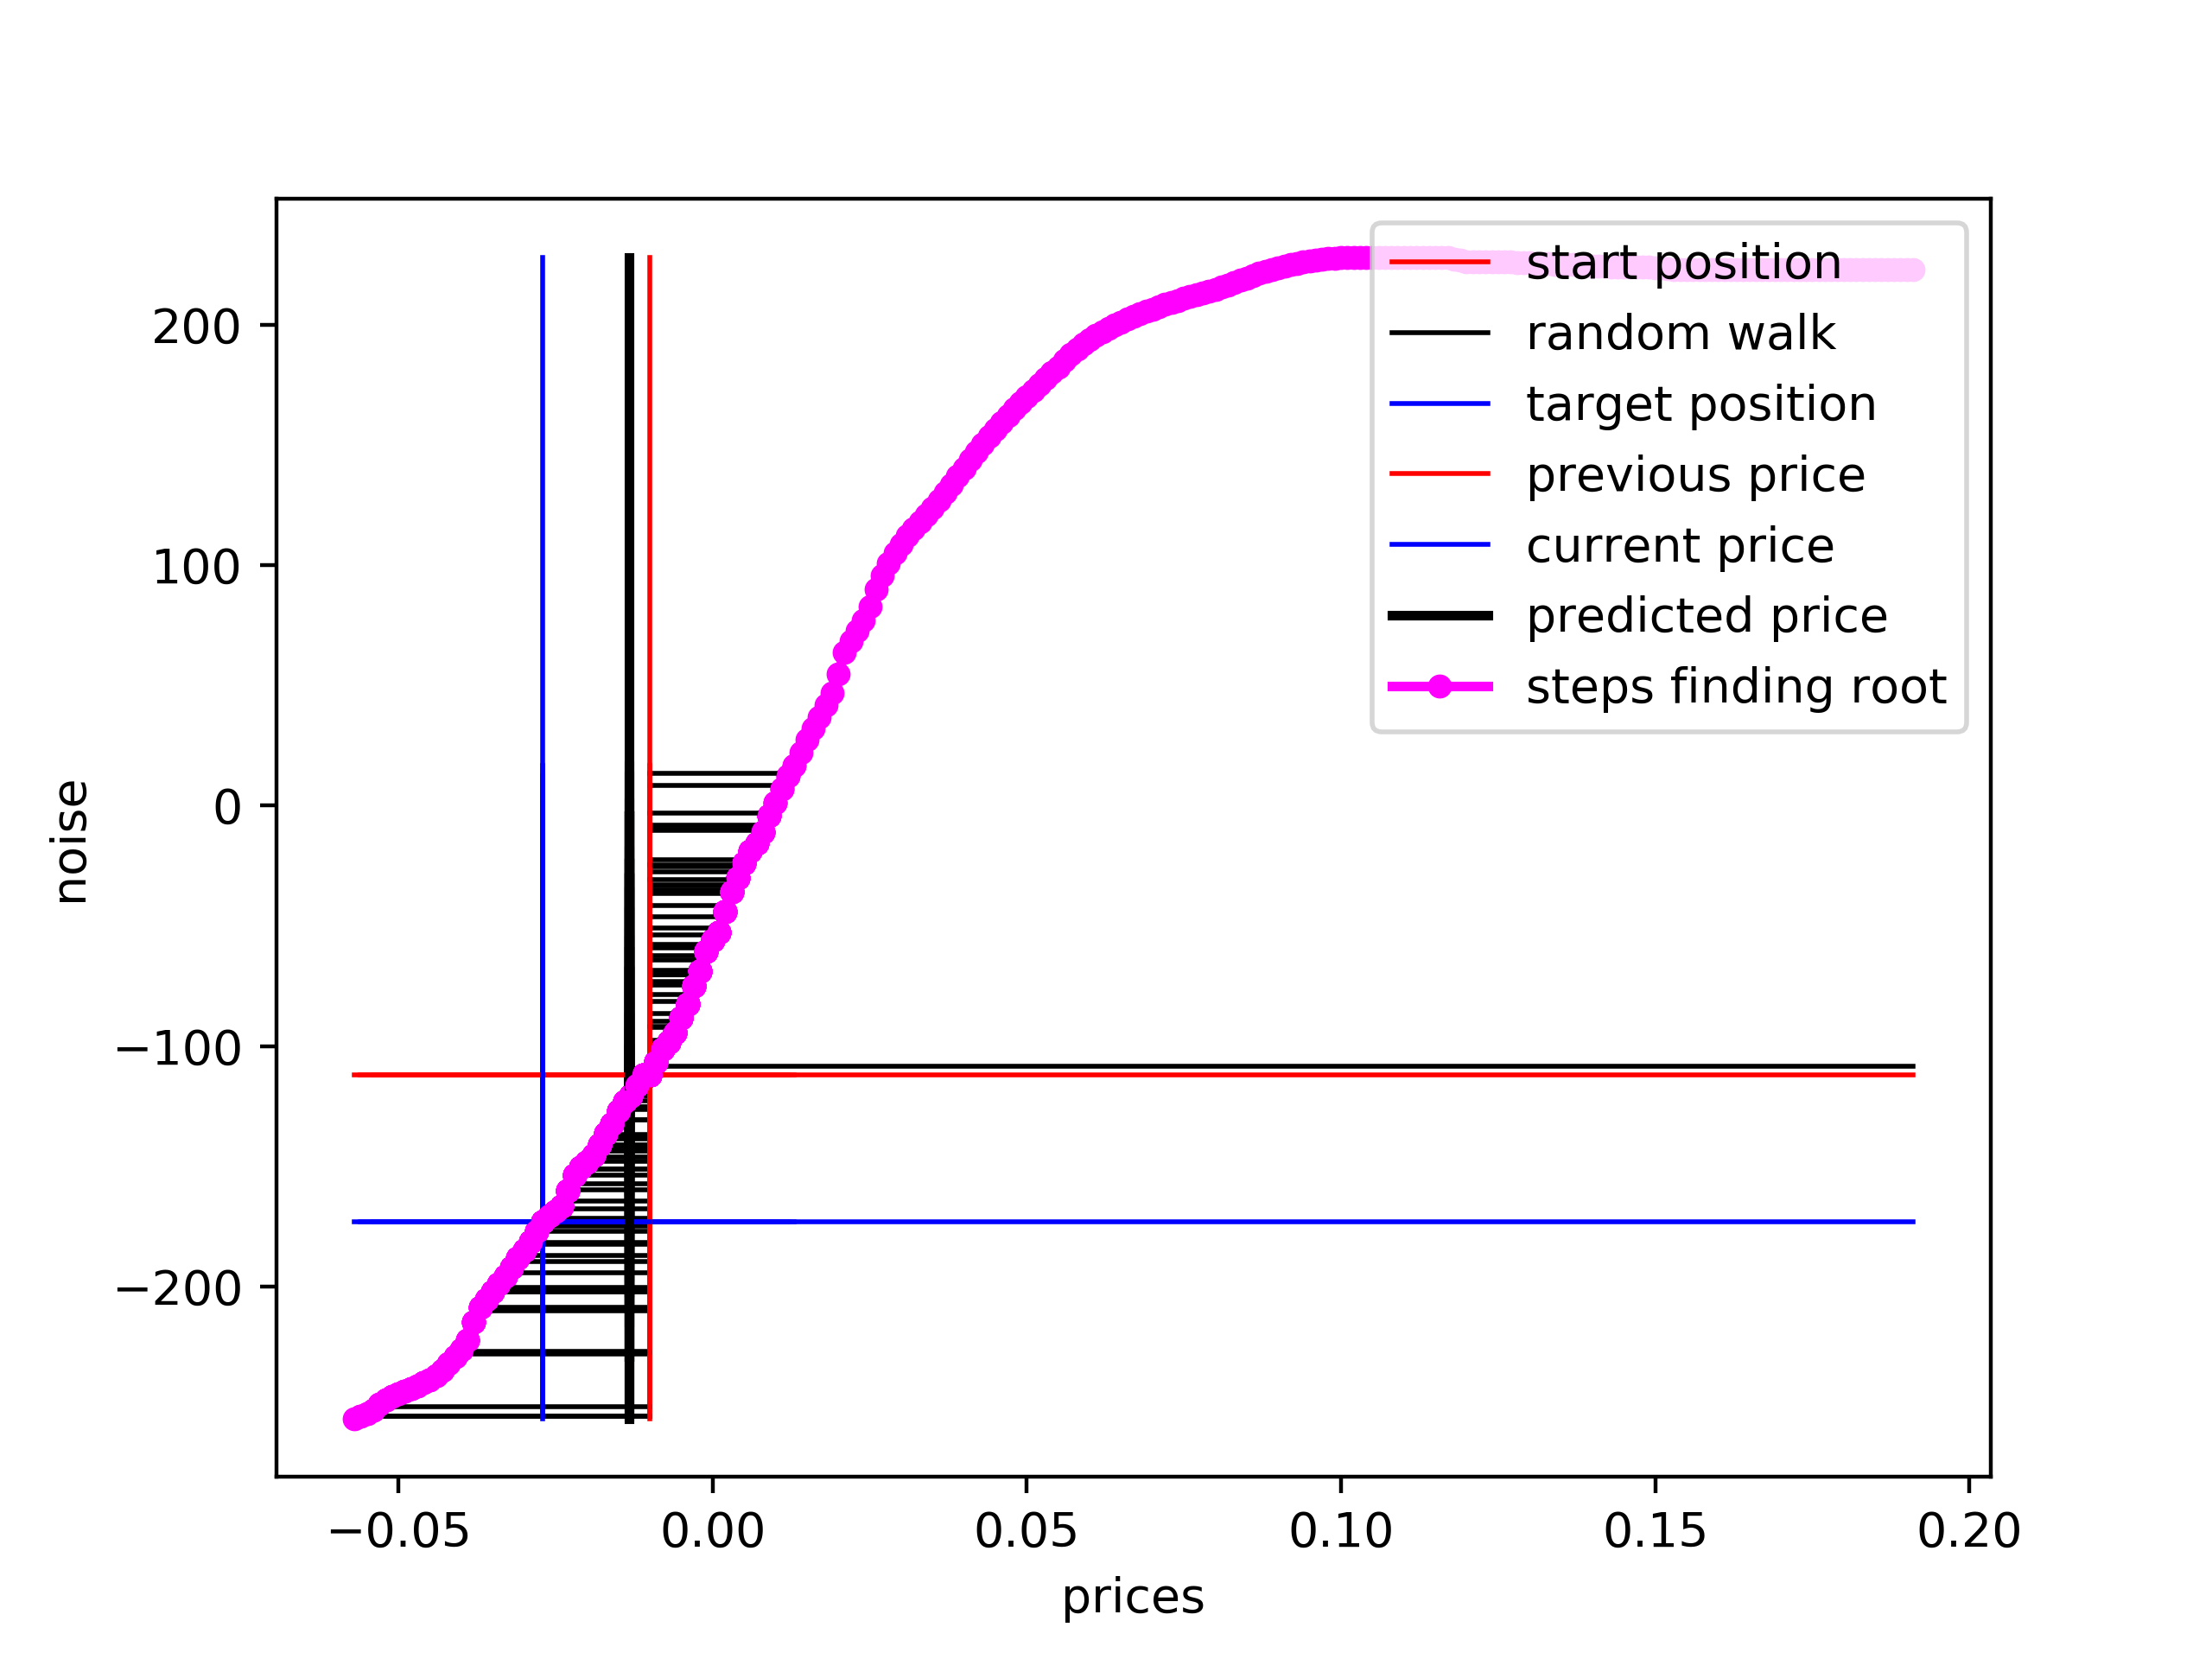 start position
random walk
target position
previous price
current price
predicted price
steps finding root
200
100
0
−100
−200
noise
−0.05 0.00 0.05 0.10 0.15 0.20
prices